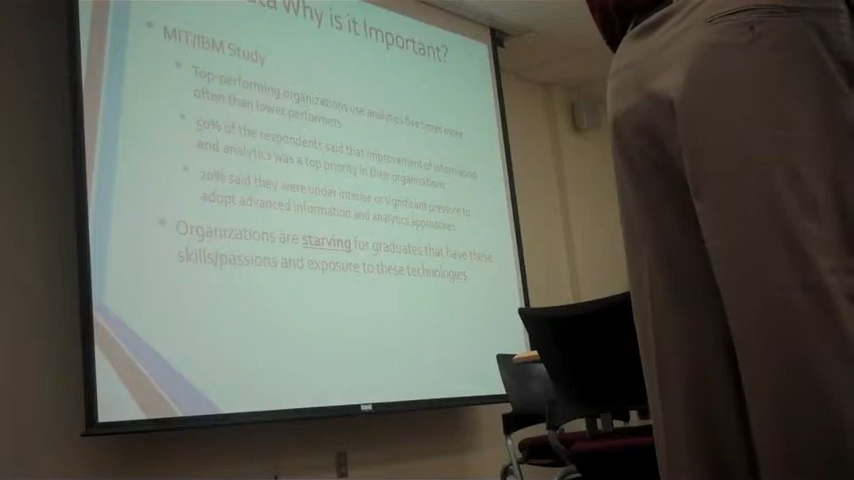 Why is it Important?
MIT/IBM Study
Top-performing organizations use analytics five times more
often than lower performers
50% of the respondents said that improvement of information
and analytics was a top priority in their organisations
20% said they were under intense or significant pressure to
adopt advanced information and analytics approaches
Organizations are starving for graduates that have these
skills/passions and exposure to these technologies